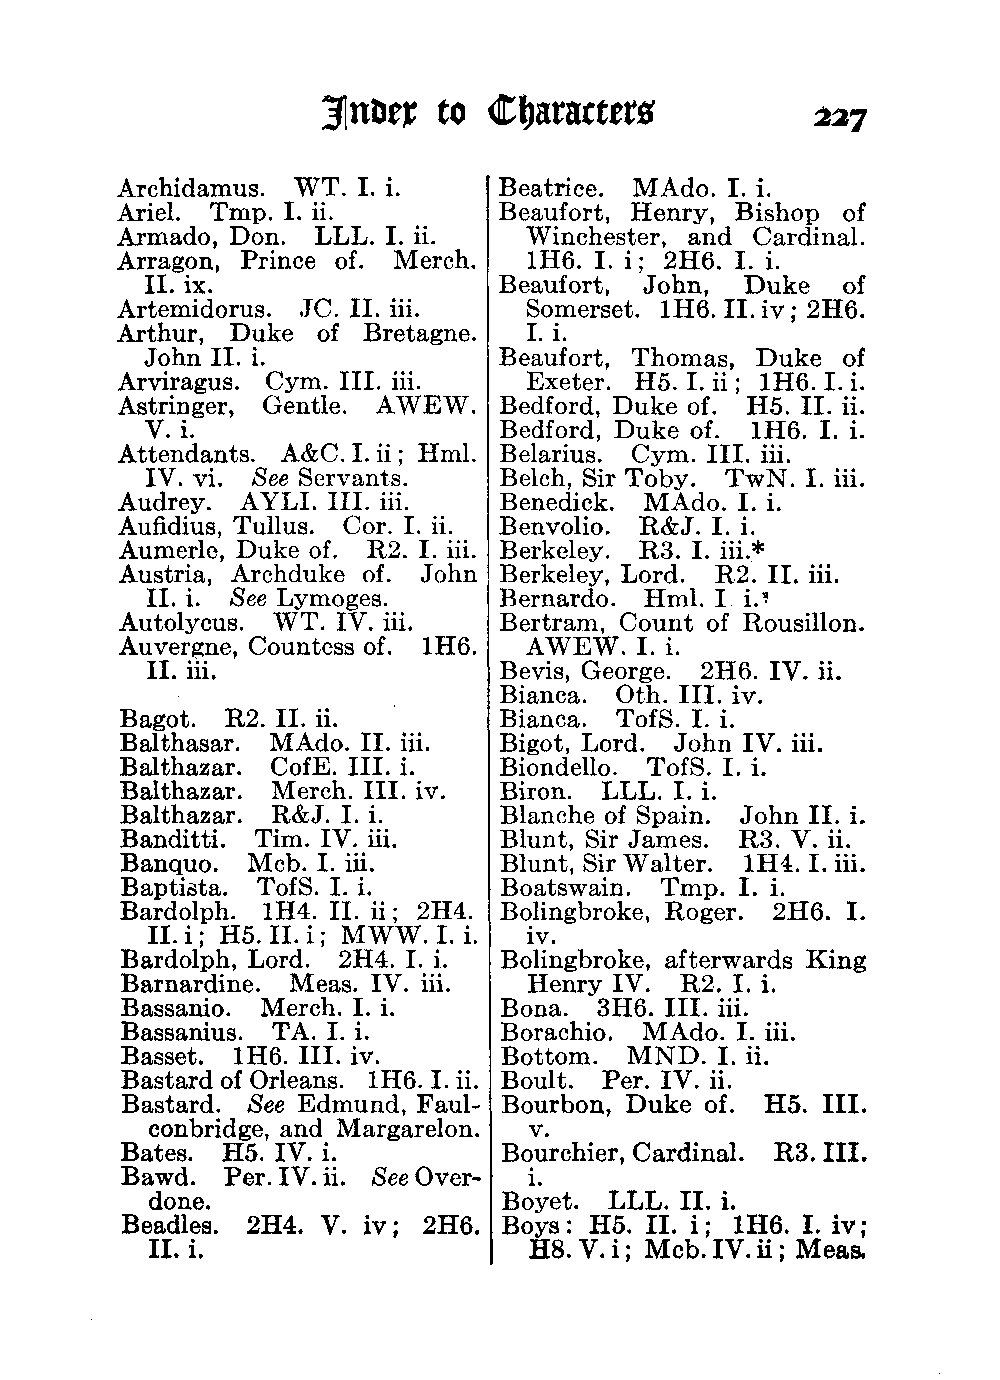 Index to Characters 227
Archidamus. WT. I. i.
Ariel. Tmp. I. ii.
Armado, Don. LLL. I. ii.
Arragon, Prince of. Merch.
II. ix.
Artemidorus. JC. II. iii.
Arthur, Duke of Bretagne.
John II. i.
Arviragus. Cym. III. iii.
Astringer, Gentle. AWEW.
V. i.
Attendants. A&C. I. ii; Hml.
IV. vi. See Servants.
Audrey. AYLI. III. iii.
Aufidius, Tullus. Cor. I. ii.
Aumerle, Duke of. R2. I. iii.
Austria, Archduke of. John
II. i. See Lymoges.
Autolycus. WT. IV. iii.
Auvergne, Countess of. 1H6.
II. iii.
Bagot. R2. II. ii.
Balthasar. MAdo. II. iii.
Balthazar. CofE. III. i.
Balthazar. Merch. III. iv.
Balthazar. R&J. I. i.
Banditti. Tim. IV. iii.
Banquo. Mcb. I. iii.
Baptista. TofS. I. i.
Bardolph. 1H4. II. ii; 2H4.
II. i; H5. II. i; MWW. I. i.
Bardolph, Lord. 2H4. I. i.
Barnardine. Meas. IV. iii.
Bassanio. Merch. I. i.
Bassanius. TA. I. i.
Basset. 1H6. III. iv.
Bastard of Orleans. 1H6. I. ii.
Bastard. See Edmund, Faul-
conbridge, and Margarelon.
Bates. H5. IV. i.
Bawd. Per. IV. ii. See Over-
done.
Beadles. 2H4. V. iv; 2H6.
II. i.
Beatrice. MAdo. I. i.
Beaufort, Henry, Bishop of
Winchester, and Cardinal.
1H6. I. i; 2H6. I. i.
Beaufort, John, Duke of
Somerset. 1H6. II. iv; 2H6.
I. i.
Beaufort, Thomas, Duke of
Exeter. H5. I. ii; 1H6. I. i.
Bedford, Duke of. H5. II. ii.
Bedford, Duke of. 1H6. I. i.
Belarius. Cym. III. iii.
Belch, Sir Toby. TwN. I. iii.
Benedick. MAdo. I. i.
Benvolio. R&J. I. i.
Berkeley. R3. I. iii.*
Berkeley, Lord. R2. II. iii.
Bernardo. Hml. I i.
Bertram, Count of Rousillon.
AWEW. I. i.
Bevis, George. 2H6. IV. ii.
Bianca. Oth. III. iv.
Bianca. TofS. I. i.
Bigot, Lord. John IV. iii.
Biondello. TofS. I. i.
Biron. LLL. I. i.
Blanche of Spain. John II. i.
Blunt, Sir James. R3. V. ii.
Blunt, Sir Walter. 1H4. I. iii.
Boatswain. Tmp. I. i.
Bolingbroke, Roger. 2H6. I.
iv.
Bolingbroke, afterwards King
Henry IV. R2. I. i.
Bona. 3H6. III. iii.
Borachio. MAdo. I. iii.
Bottom. MND. I. ii.
Boult. Per. IV. ii.
Bourbon, Duke of. H5. III.
v.
Bourchier, Cardinal. R3. III.
i.
Boyet. LLL. II. i.
Boys: H5. II. i; 1H6. I. iv;
H8. V. i; Mcb. IV. ii; Meas.